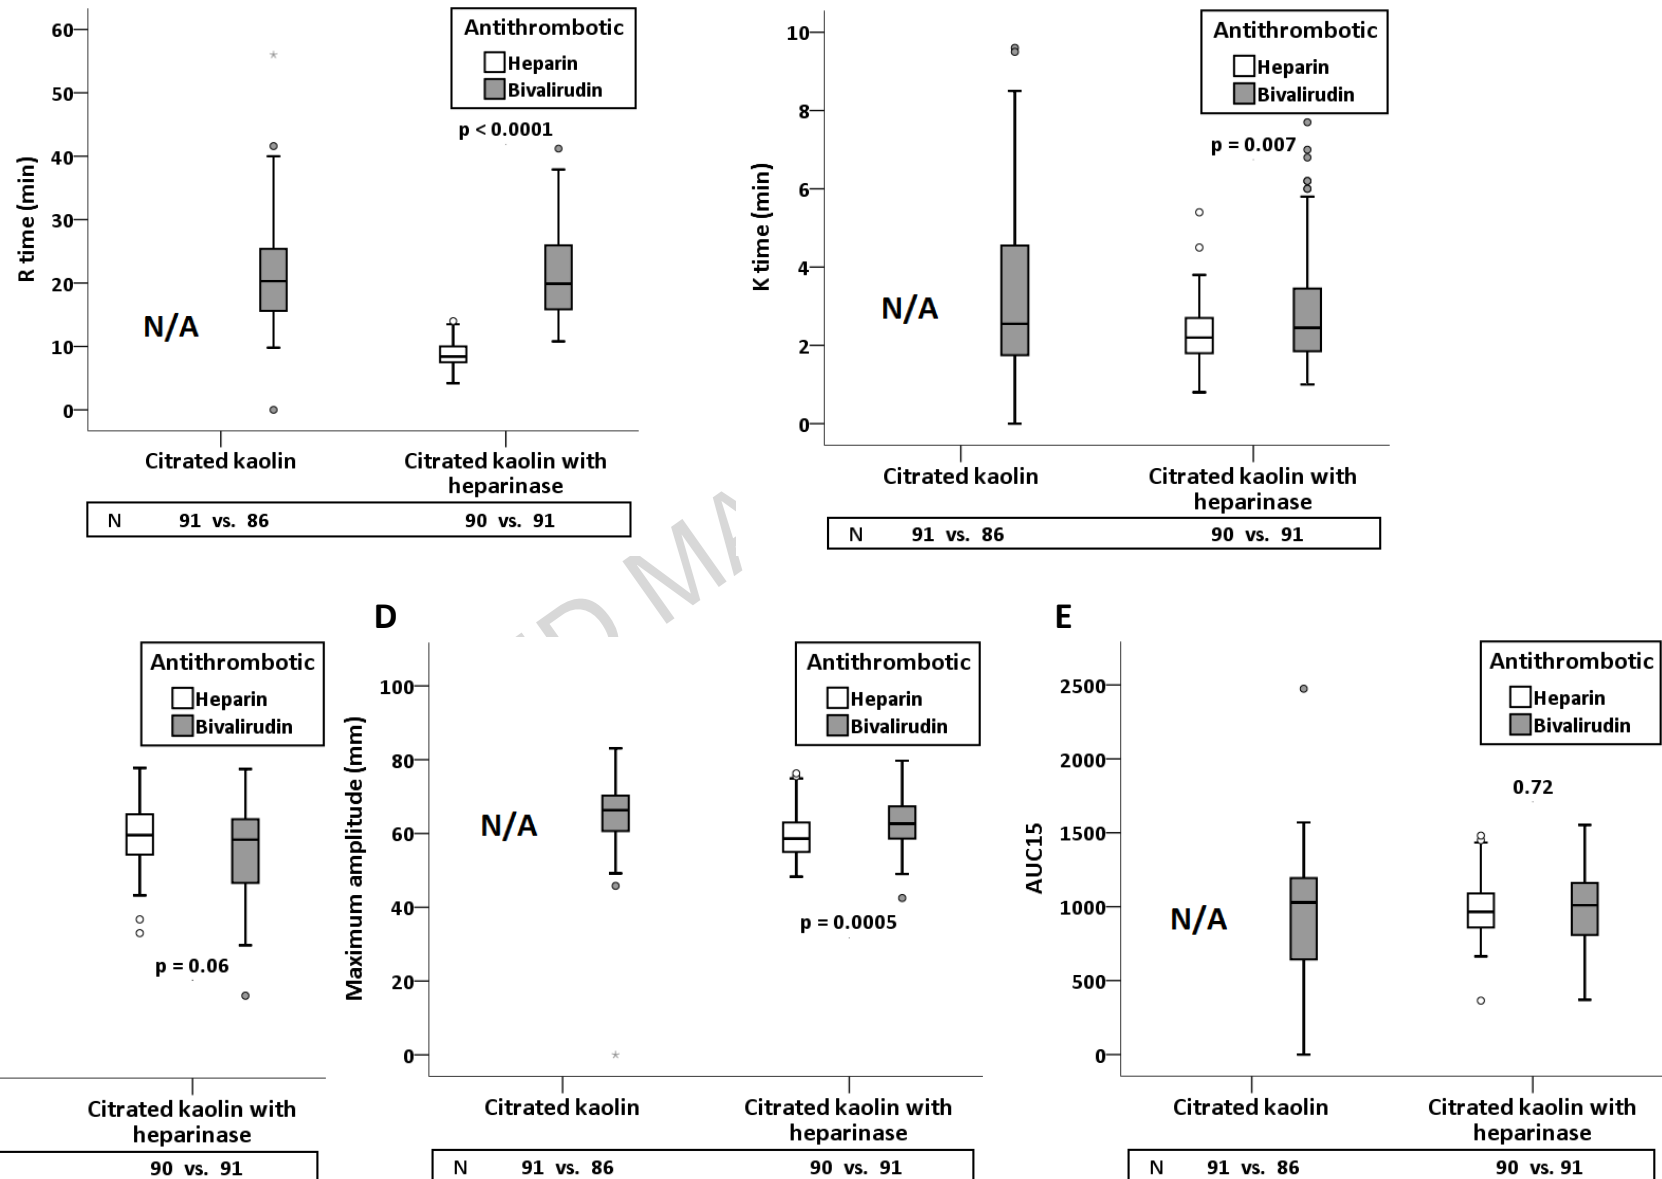 60
50
40
30
20
10
0
R time (min)
Antithrombotic
Heparin
Bivalirudin
p < 0.0001
N/A
Citrated kaolin
Citrated kaolin with
heparinase
N 91 vs. 86 90 vs. 91
10
8
6
4
2
0
K time (min)
Antithrombotic
Heparin
Bivalirudin
p = 0.007
N/A
Citrated kaolin
Citrated kaolin with
heparinase
N 91 vs. 86 90 vs. 91
Antithrombotic
Heparin
Bivalirudin
p = 0.06
Citrated kaolin with
heparinase
90 vs. 91
D
100
80
60
40
20
0
Maximum amplitude (mm)
Antithrombotic
Heparin
Bivalirudin
N/A
p = 0.0005
Citrated kaolin
Citrated kaolin with
heparinase
N 91 vs. 86 90 vs. 91
E
2500
2000
1500
1000
500
0
AUC15
Antithrombotic
Heparin
Bivalirudin
0.72
N/A
Citrated kaolin
Citrated kaolin with
heparinase
N 91 vs. 86 90 vs. 91